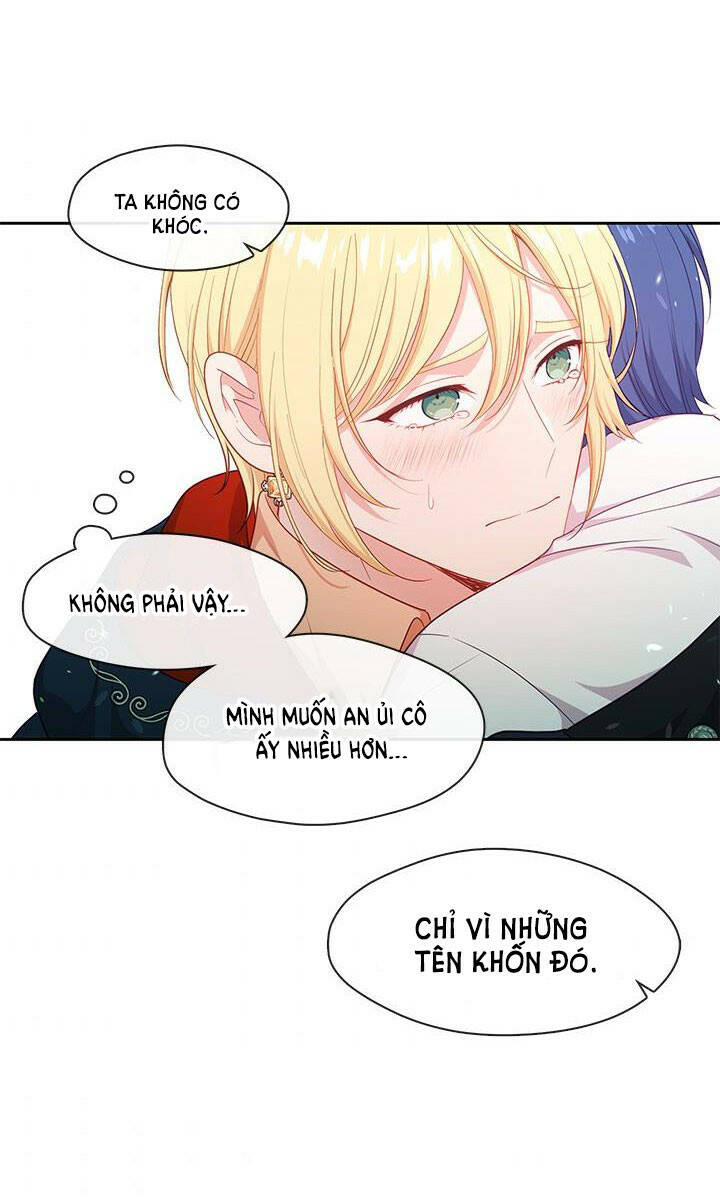 TA KHÔNG CÓ
KHÓC.
KHÔNG PHẢI VẬY...
MÌNH MUỐN AN ỦI CÔ
ẤY NHIỀU HƠN...
CHỈ VÌ NHỮNG
TÊN KHỐN ĐÓ.